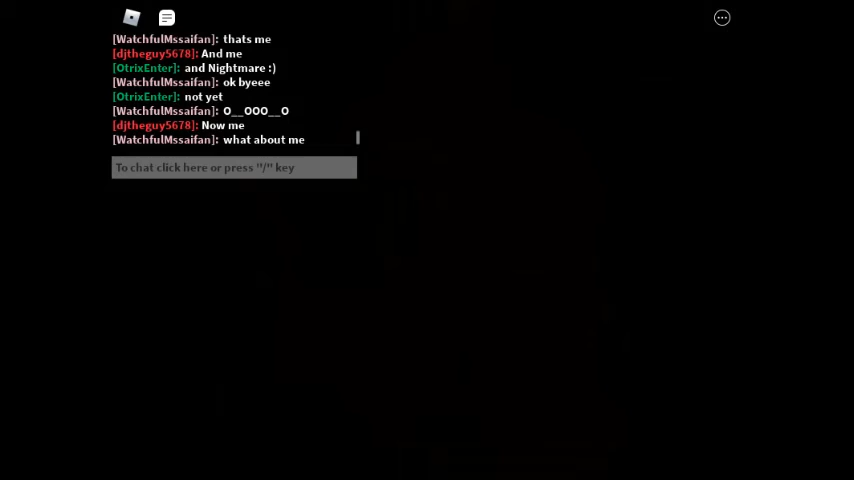 [WatchfulMssaifan]: thats me
[djtheguy5678]: And me
[OtrixEnter]: and Nightmare :)
[WatchfulMssaifan]: ok byeee
[OtrixEnter]: not yet
[WatchfulMssaifan]: O__OOO__O
[djtheguy5678]: Now me
[WatchfulMssaifan]: what about me
To chat click here or press "/" key